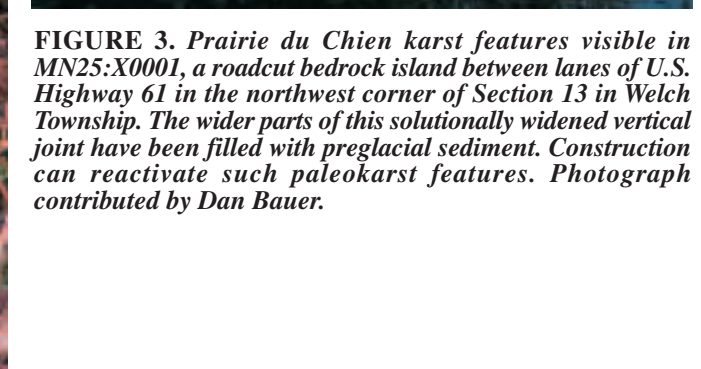 FIGURE 3. Prairie du Chien karst features visible in
MN25:X0001, a roadcut bedrock island between lanes of U.S.
Highway 61 in the northwest corner of Section 13 in Welch
Township. The wider parts of this solutionally widened vertical
joint have been filled with preglacial sediment. Construction
can reactivate such paleokarst features. Photograph
contributed by Dan Bauer.